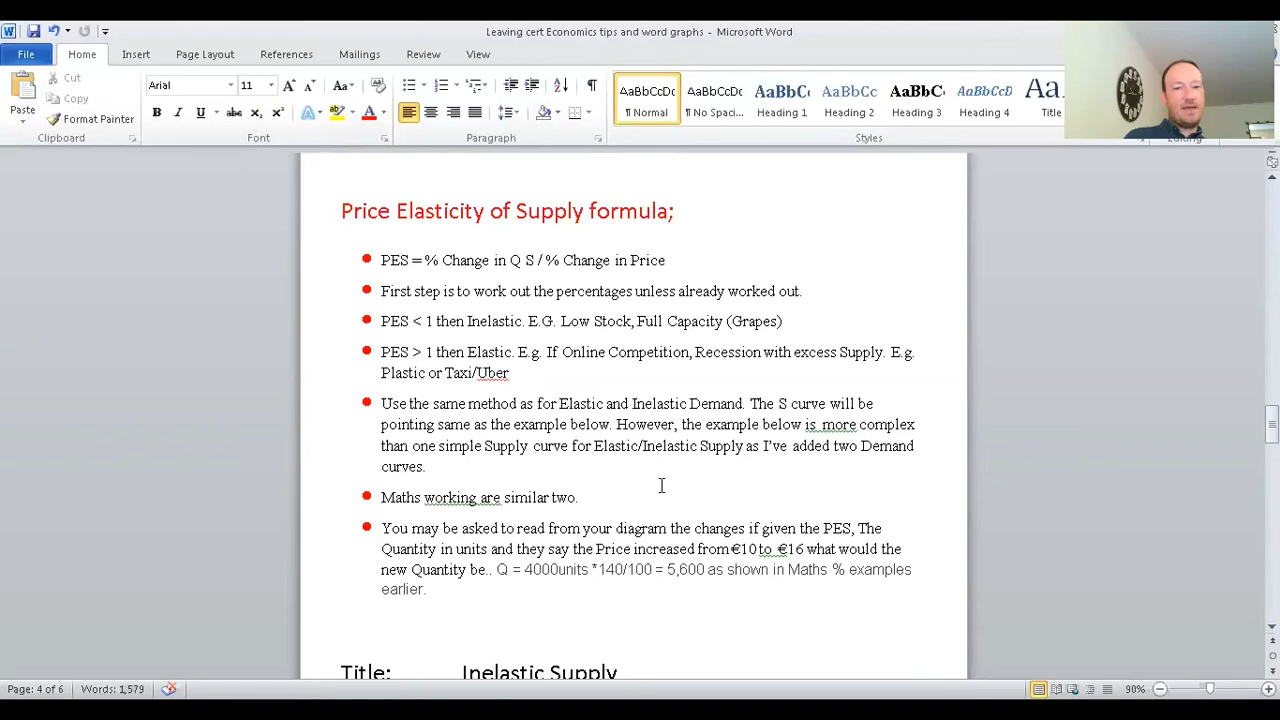 Leaving cert Economics tips and word graphs - Microsoft Word
File Home Insert Page Layout References Mailings Review View
Cut
Copy
Format Painter
Paste
Clipboard
Arial 11
Font
Paragraph
AaBbCcDc AaBbCcDc AaBbCc AaBbCc AaBbC AaBbCcD Aa
¶ Normal ¶ No Spaci... Heading 1 Heading 2 Heading 3 Heading 4 Title
Styles
Editing
Price Elasticity of Supply formula;
PES = % Change in Q S / % Change in Price
First step is to work out the percentages unless already worked out.
PES < 1 then Inelastic. E.G. Low Stock, Full Capacity (Grapes)
PES > 1 then Elastic. E.g. If Online Competition, Recession with excess Supply. E.g.
Plastic or Taxi/Uber
Use the same method as for Elastic and Inelastic Demand. The S curve will be
pointing same as the example below. However, the example below is more complex
than one simple Supply curve for Elastic/Inelastic Supply as I've added two Demand
curves.
Maths working are similar two.
You may be asked to read from your diagram the changes if given the PES, The
Quantity in units and they say the Price increased from €10 to €16 what would the
new Quantity be.. Q = 4000units *140/100 = 5,600 as shown in Maths % examples
earlier.
Title: Inelastic Supply
Page: 4 of 6 Words: 1,579 90%